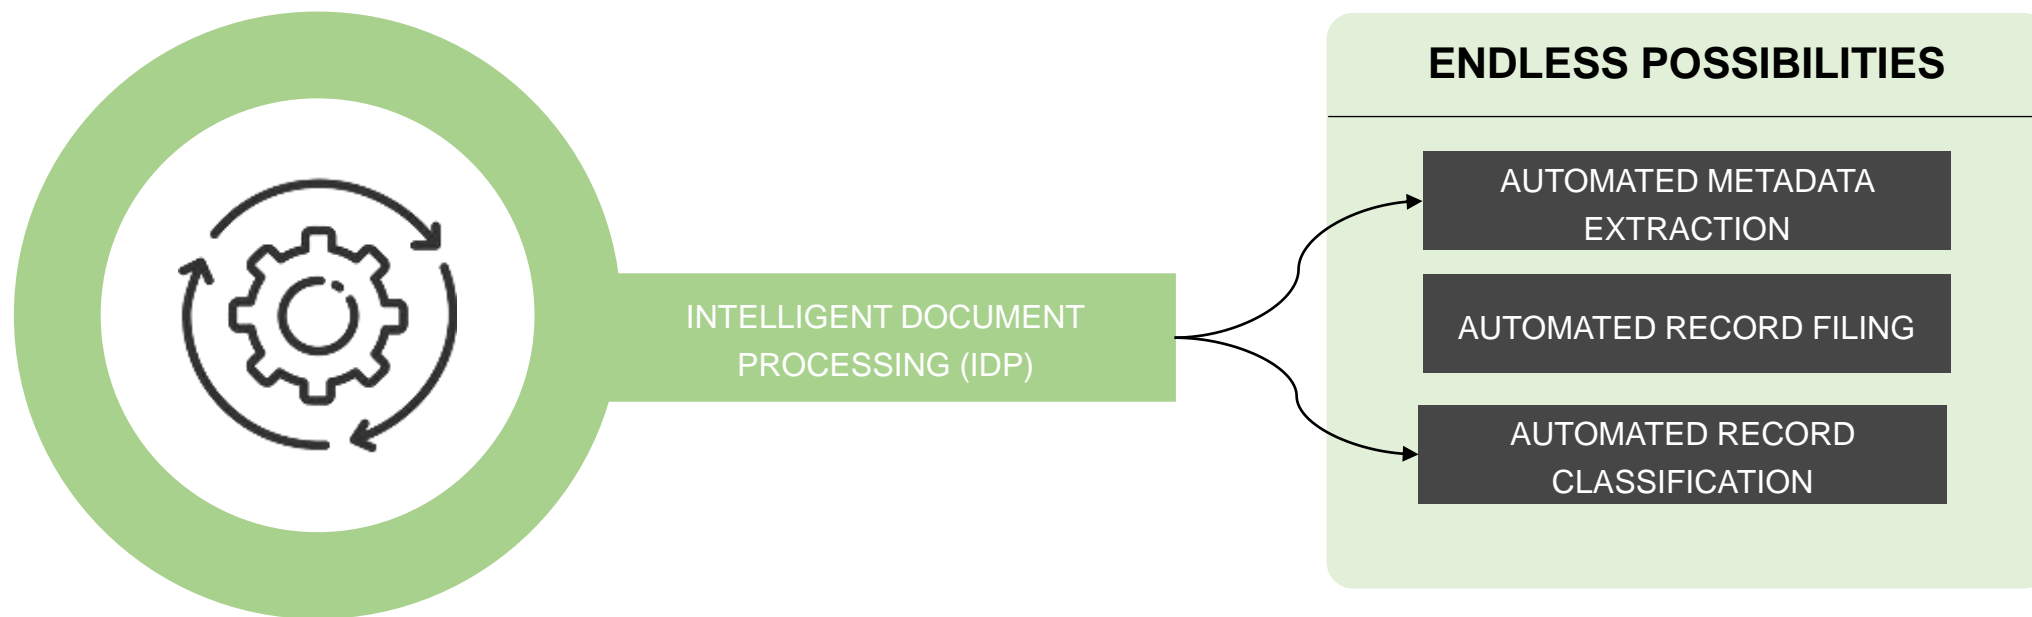 ENDLESS POSSIBILITIES
AUTOMATED METADATA
EXTRACTION
INTELLIGENT DOCUMENT
PROCESSING (IDP)
AUTOMATED RECORD FILING
AUTOMATED RECORD
CLASSIFICATION